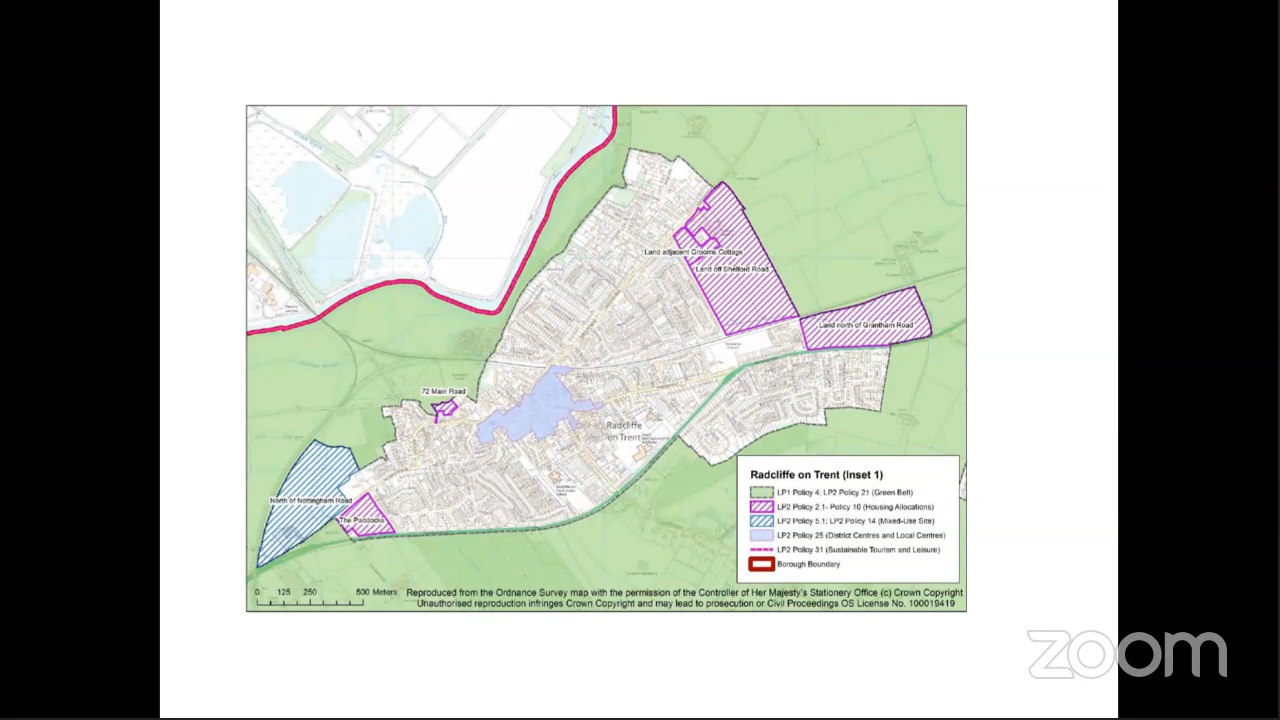 Land adjacent Grooms Cottage
Land off Shelford Road
Land north of Grantham Road
72 Main Road
Radcliffe
on Trent
North of Nottingham Road
The Paddocks
Radcliffe on Trent (Inset 1)
LP1 Policy 4; LP2 Policy 21 (Green Belt)
LP2 Policy 2.1- Policy 10 (Housing Allocations)
LP2 Policy 5.1; LP2 Policy 14 (Mixed-Use Site)
LP2 Policy 25 (District Centres and Local Centres)
LP2 Policy 31 (Sustainable Tourism and Leisure)
Borough Boundary
0 125 250 500 Meters
Reproduced from the Ordnance Survey map with the permission of the Controller of Her Majesty's Stationery Office (c) Crown Copyright
Unauthorised reproduction infringes Crown Copyright and may lead to prosecution or Civil Proceedings OS License No. 100019419
zoom